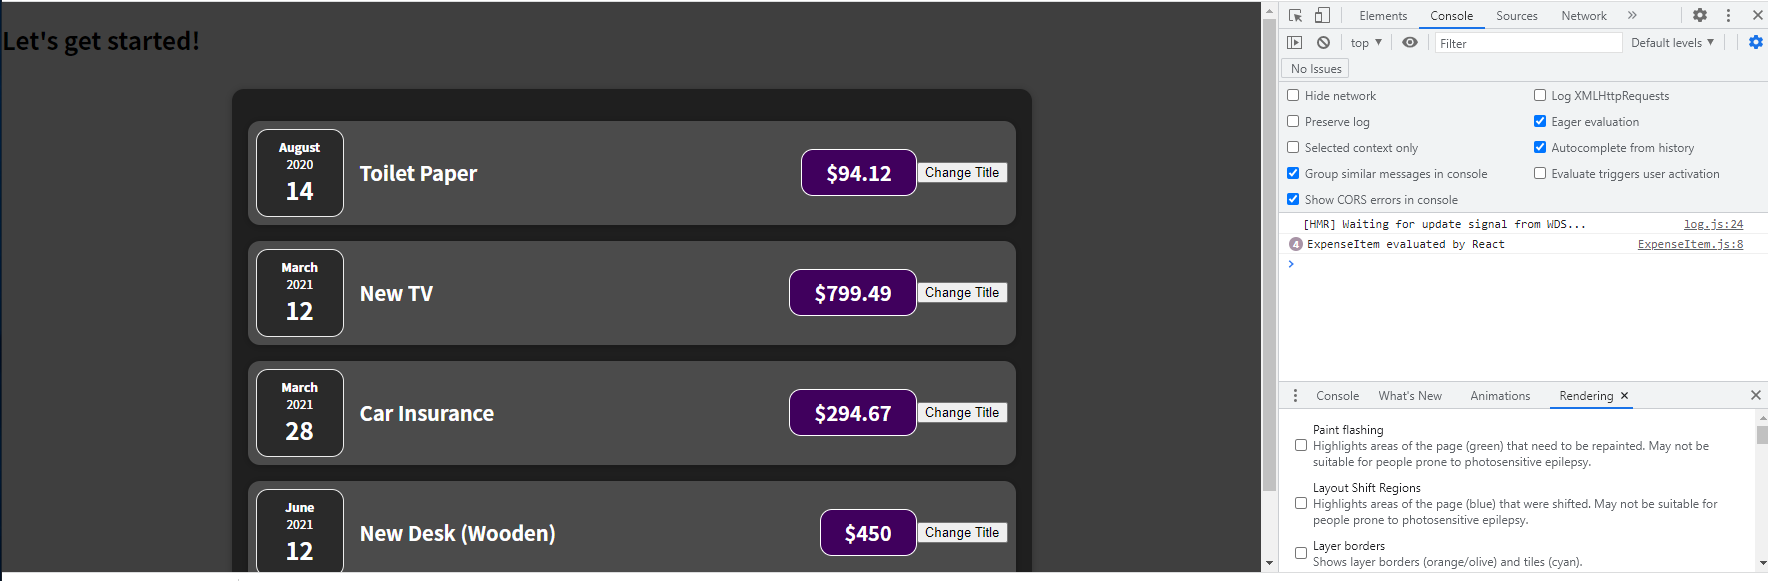 Let's get started!
August
2020
14
Toilet Paper
$94.12
Change Title
March
2021
12
New TV
$799.49
Change Title
March
2021
28
Car Insurance
$294.67
Change Title
June
2021
12
New Desk (Wooden)
$450
Change Title
Elements Console Sources Network »
top ▼ Filter Default levels ▼
No Issues
Hide network
Log XMLHttpRequests
Preserve log
Eager evaluation
Selected context only
Autocomplete from history
Group similar messages in console
Evaluate triggers user activation
Show CORS errors in console
[HMR] Waiting for update signal from WDS... log.js:24
4 ExpenseItem evaluated by React ExpenseItem.js:8
Console What's New Animations Rendering
Paint flashing
Highlights areas of the page (green) that need to be repainted. May not be
suitable for people prone to photosensitive epilepsy.
Layout Shift Regions
Highlights areas of the page (blue) that were shifted. May not be suitable for
people prone to photosensitive epilepsy.
Layer borders
Shows layer borders (orange/olive) and tiles (cyan).